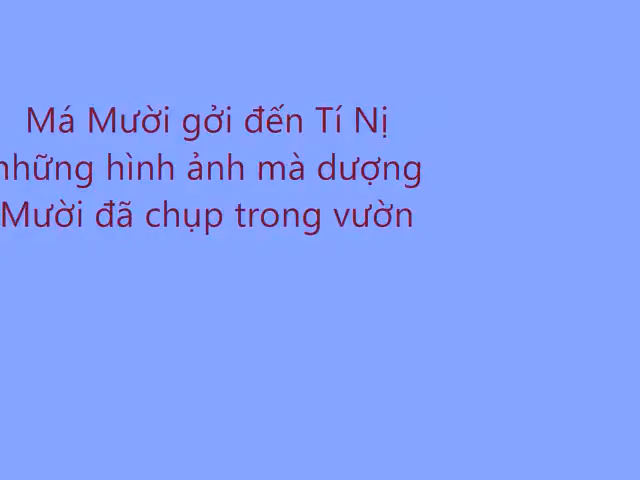 Má Mười gởi đến Tí Nị
những hình ảnh mà dượng
Mười đã chụp trong vườn